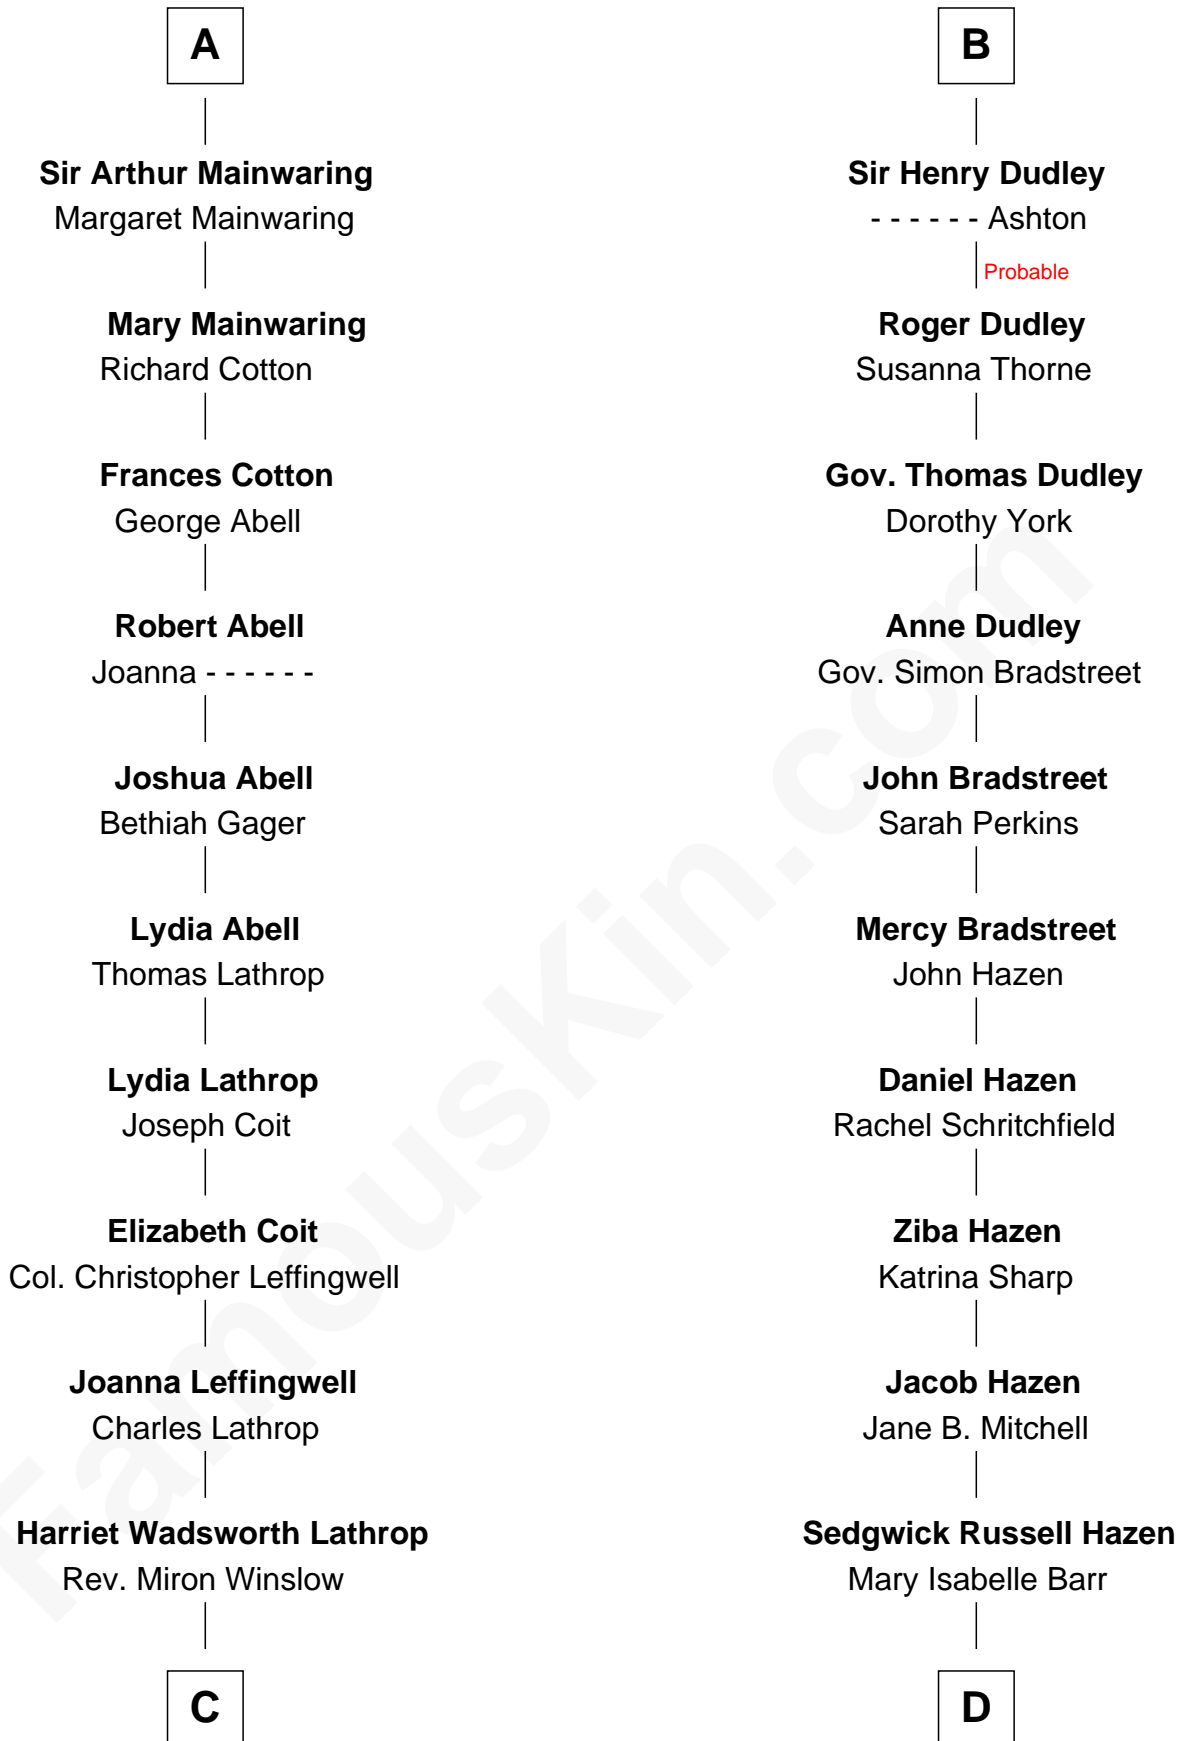 A
Sir Arthur Mainwaring
Margaret Mainwaring
Mary Mainwaring
Richard Cotton
Frances Cotton
George Abell
Robert Abell
Joanna - - - - - -
Joshua Abell
Bethiah Gager
Lydia Abell
Thomas Lathrop
Lydia Lathrop
Joseph Coit
Elizabeth Coit
Col. Christopher Leffingwell
Joanna Leffingwell
Charles Lathrop
Harriet Wadsworth Lathrop
Rev. Miron Winslow
C
B
Sir Henry Dudley
- - - - - - Ashton
Probable
Roger Dudley
Susanna Thorne
Gov. Thomas Dudley
Dorothy York
Anne Dudley
Gov. Simon Bradstreet
John Bradstreet
Sarah Perkins
Mercy Bradstreet
John Hazen
Daniel Hazen
Rachel Schritchfield
Ziba Hazen
Katrina Sharp
Jacob Hazen
Jane B. Mitchell
Sedgwick Russell Hazen
Mary Isabelle Barr
D
FamousKin.com